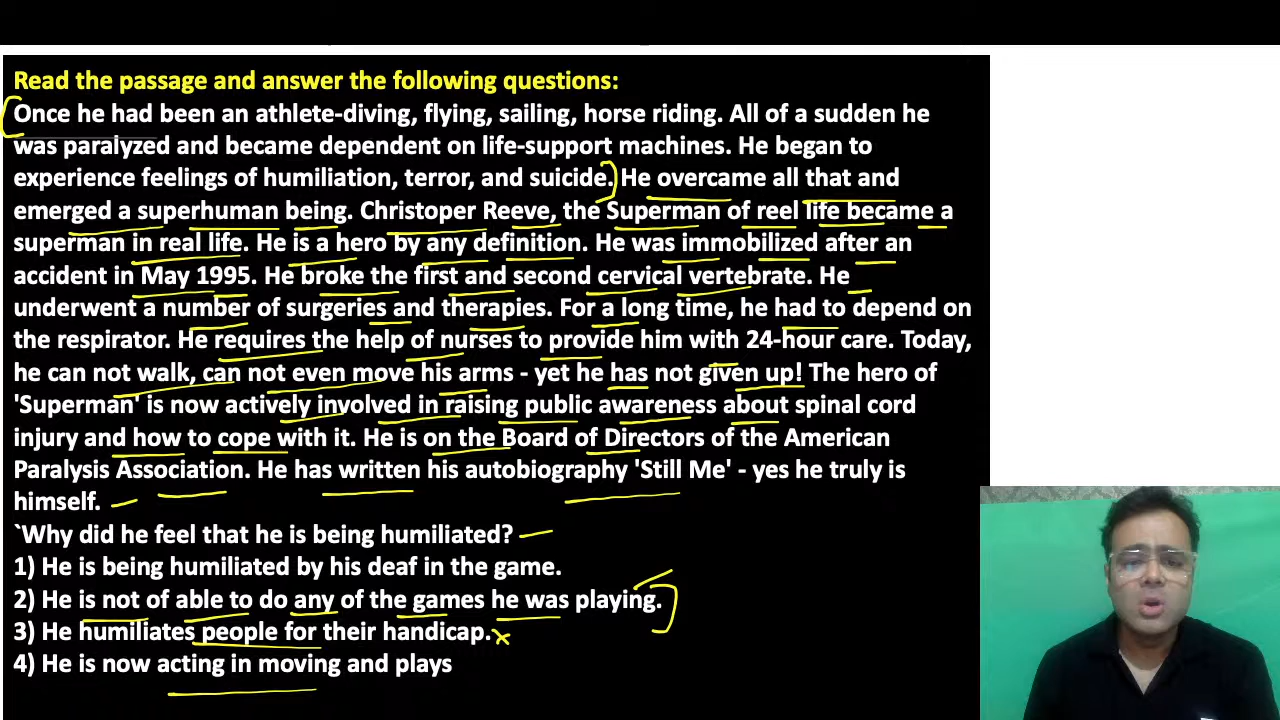 Read the passage and answer the following questions:
Once he had been an athlete-diving, flying, sailing, horse riding. All of a sudden he
was paralyzed and became dependent on life-support machines. He began to
experience feelings of humiliation, terror, and suicide. He overcame all that and
emerged a superhuman being. Christoper Reeve, the Superman of reel life became a
superman in real life. He is a hero by any definition. He was immobilized after an
accident in May 1995. He broke the first and second cervical vertebrate. He
underwent a number of surgeries and therapies. For a long time, he had to depend on
the respirator. He requires the help of nurses to provide him with 24-hour care. Today,
he can not walk, can not even move his arms - yet he has not given up! The hero of
'Superman' is now actively involved in raising public awareness about spinal cord
injury and how to cope with it. He is on the Board of Directors of the American
Paralysis Association. He has written his autobiography 'Still Me' - yes he truly is
himself.
`Why did he feel that he is being humiliated?
1) He is being humiliated by his deaf in the game.
2) He is not of able to do any of the games he was playing.
3) He humiliates people for their handicap.
4) He is now acting in moving and plays